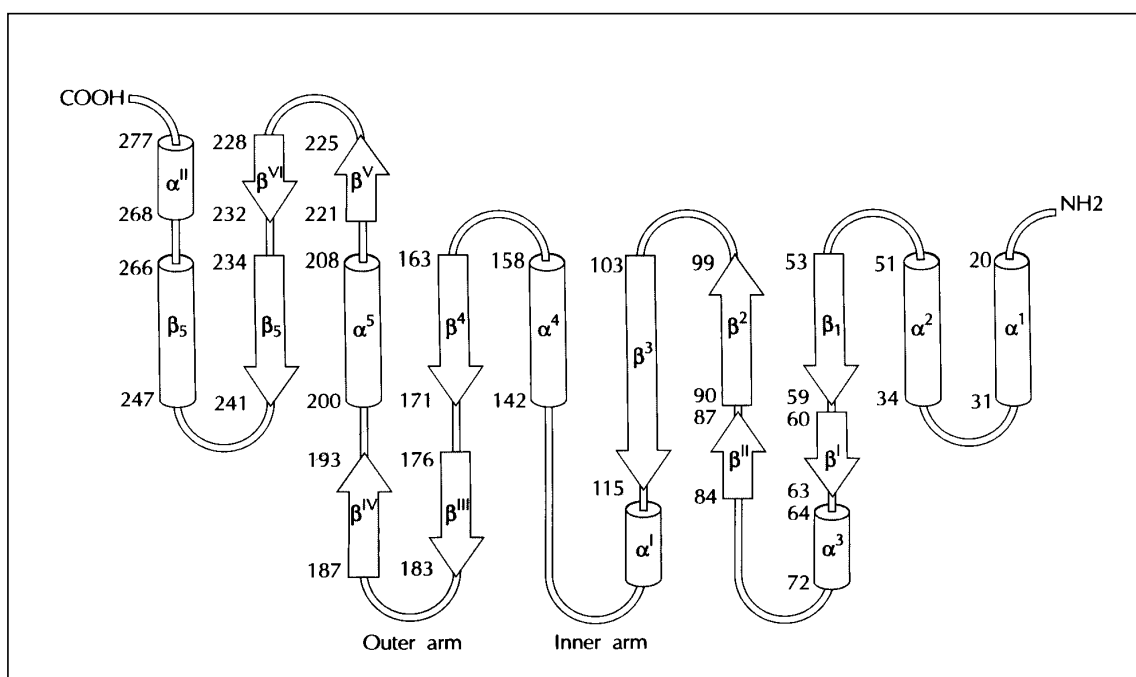 COOH
277 228 225
αᴵᴵ βⱽᴵ βⱽ
268 232 221 NH2
266 234 208 163 158 103 99 53 51 20
β₅ β₅ α⁵ β⁴ α⁴ β³ β² β₁ α² α¹
247 241 200 171 142 90 59 34 31
87 60
193 176 115 84 63
βᴵⱽ βᴵᴵᴵ βᴵᴵ βᴵ
64
αᴵ α³
187 183 72
Outer arm Inner arm